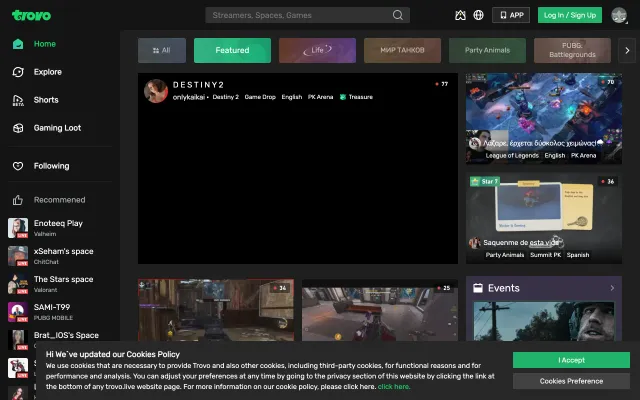 trovo
Streamers, Spaces, Games
APP
Log In / Sign Up
Home
Explore
BETA
Shorts
Gaming Loot
Following
Recommened
Enoteeq Play
Valheim
LIVE
xSeham's space
ChitChat
LIVE
The Stars space
Valorant
LIVE
SAMI-T99
PUBG MOBILE
LIVE
Brat_IOS's Space
All
Featured
Life
МИР ТАНКОВ
Party Animals
PUBG:
Battlegrounds
DESTINY2
77
onlykaikai • Destiny 2 Game Drop English PK Arena Treasure
70
Λάζαρε, έρχεται δύσκολος χειμώνας!
League of Legends English PK Arena
Star 7
36
Saquenme de esta vida
Party Animals Summit PK Spanish
34
25
Events
Hi We`ve updated our Cookies Policy
We use cookies that are necessary to provide Trovo and also other cookies, including third-party cookies, for functional reasons and for
performance and analysis. You can adjust your preferences at any time by going to the privacy section of this website by clicking the link at
the bottom of any trovo.live website page. For more information on our cookie policy, please click here. click here.
I Accept
Cookies Preference